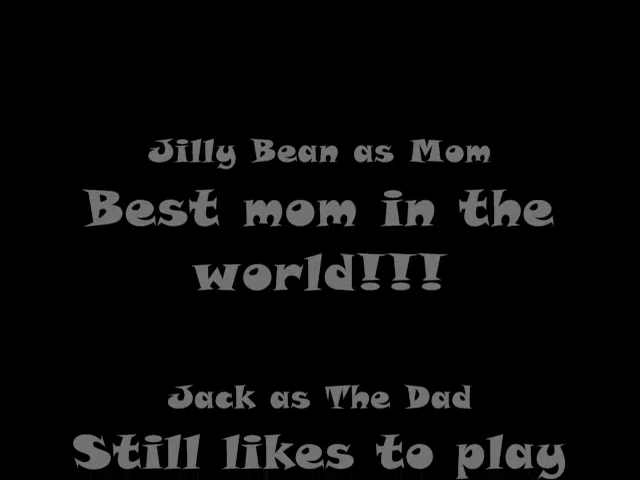 Jilly Bean as Mom
Best mom in the
world!!!
Jack as The Dad
Still likes to play